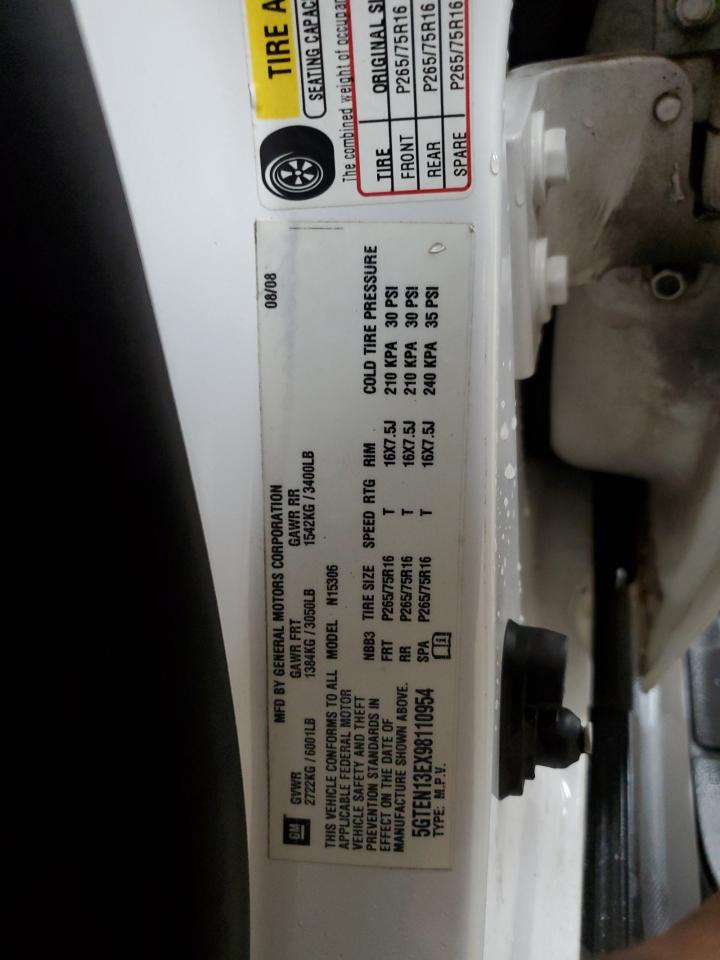 GM
MFD BY GENERAL MOTORS CORPORATION
08/08
GVWR GAWR FRT GAWR RR
2722KG / 6001LB 1384KG / 3050LB 1542KG / 3400LB
THIS VEHICLE CONFORMS TO ALL MODEL N15306
APPLICABLE FEDERAL MOTOR
VEHICLE SAFETY AND THEFT
PREVENTION STANDARDS IN
EFFECT ON THE DATE OF
MANUFACTURE SHOWN ABOVE.
5GTEN13EX98110954
TYPE: M.P.V.
NBB3 TIRE SIZE SPEED RTG RIM COLD TIRE PRESSURE
FRT P265/75R16 T 16X7.5J 210 KPA 30 PSI
RR P265/75R16 T 16X7.5J 210 KPA 30 PSI
SPA P265/75R16 T 16X7.5J 240 KPA 35 PSI
TIRE A
SEATING CAPAC
The combined weight of occupan
TIRE ORIGINAL SI
FRONT P265/75R16
REAR P265/75R16
SPARE P265/75R16